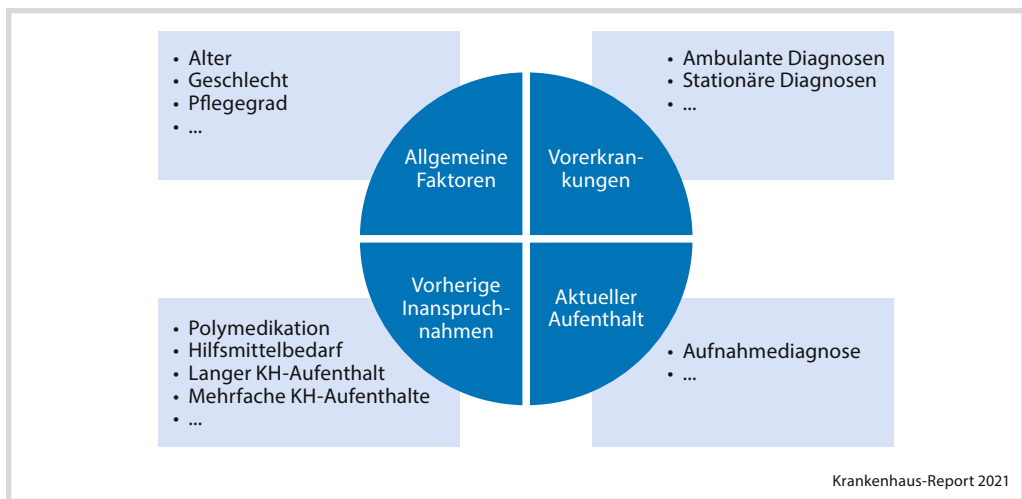 • Alter
• Geschlecht
• Pflegegrad
• ...
• Ambulante Diagnosen
• Stationäre Diagnosen
• ...
Allgemeine
Faktoren
Vorerkran-
kungen
Vorherige
Inanspruch-
nahmen
Aktueller
Aufenthalt
• Polymedikation
• Hilfsmittelbedarf
• Langer KH-Aufenthalt
• Mehrfache KH-Aufenthalte
• ...
• Aufnahmediagnose
• ...
Krankenhaus-Report 2021